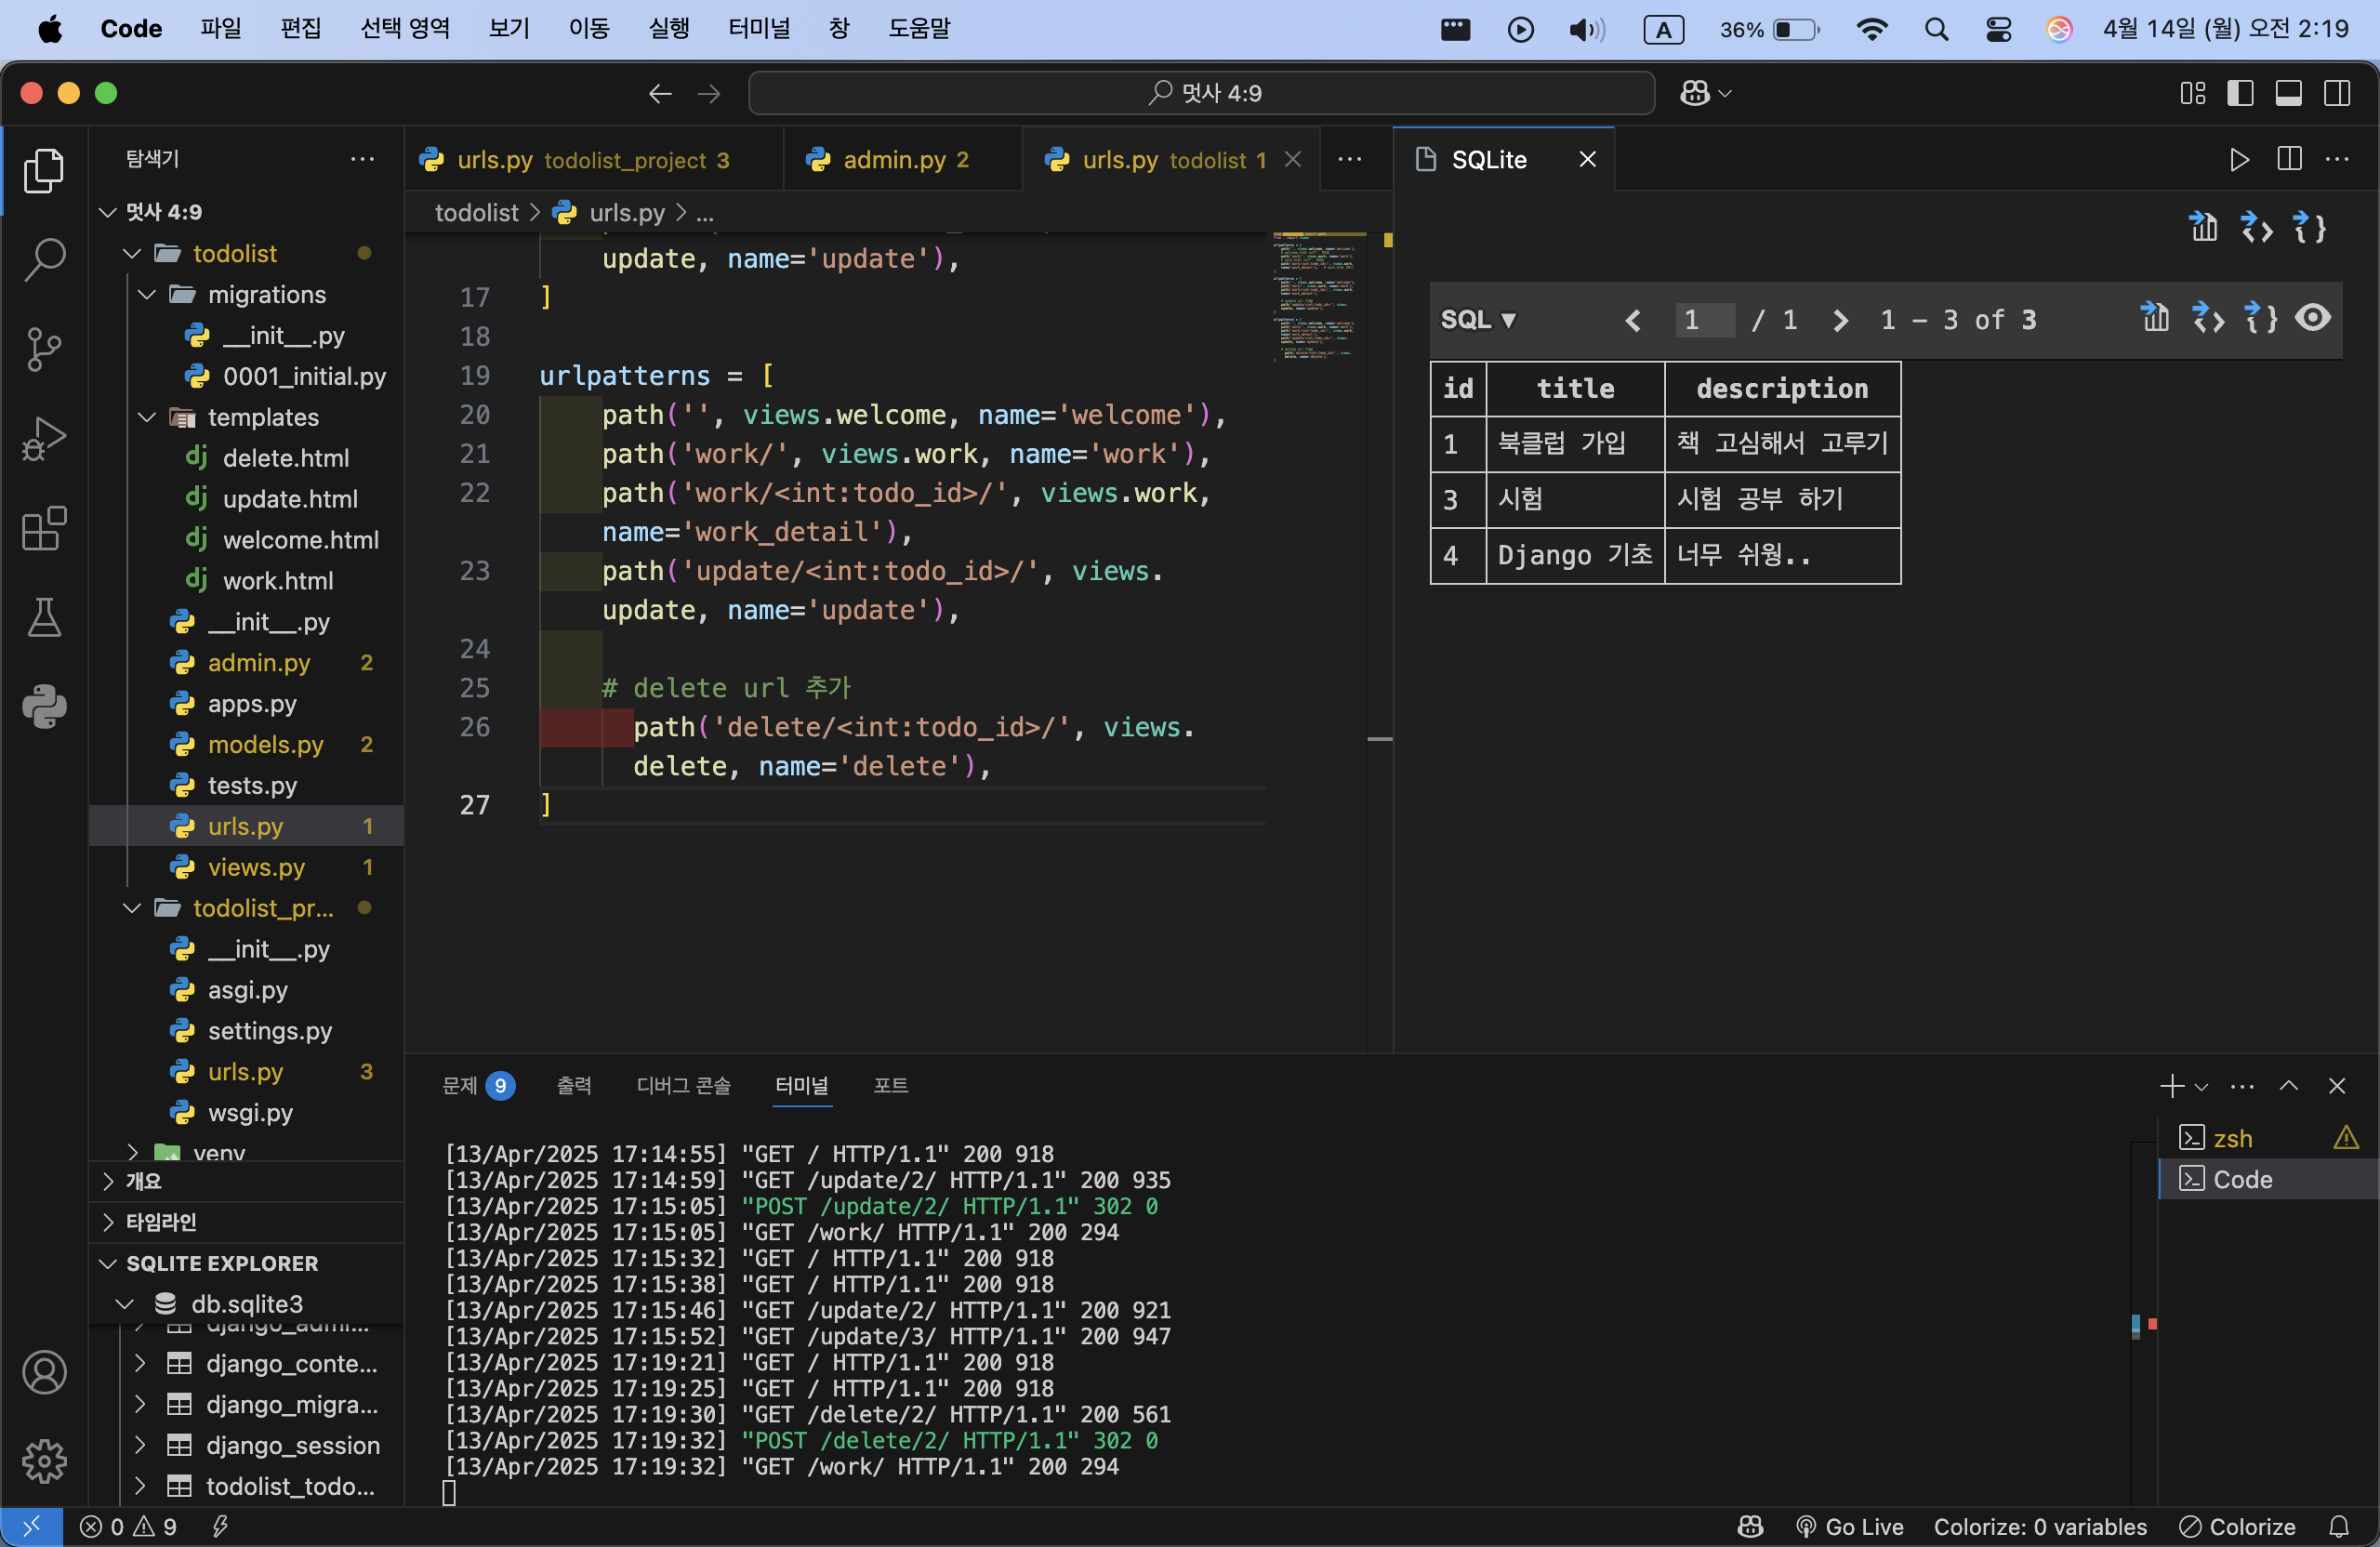 Code 파일 편집 선택 영역 보기 이동 실행 터미널 창 도움말 A 36% 4월 14일 (월) 오전 2:19
멋사 4:9
탐색기
멋사 4:9
todolist
migrations
__init__.py
0001_initial.py
templates
delete.html
update.html
welcome.html
work.html
__init__.py
admin.py 2
apps.py
models.py 2
tests.py
urls.py 1
views.py 1
todolist_pr...
__init__.py
asgi.py
settings.py
urls.py 3
wsgi.py
venv
개요
타임라인
SQLITE EXPLORER
db.sqlite3
django_admi...
django_conte...
django_migra...
django_session
todolist_todo...
urls.py todolist_project 3
admin.py 2
urls.py todolist 1
todolist > urls.py > ...
update, name='update'),
17 ]
18
19 urlpatterns = [
20 path('', views.welcome, name='welcome'),
21 path('work/', views.work, name='work'),
22 path('work/<int:todo_id>/', views.work,
name='work_detail'),
23 path('update/<int:todo_id>/', views.
update, name='update'),
24
25 # delete url 추가
26 path('delete/<int:todo_id>/', views.
delete, name='delete'),
27 ]
SQLite
SQL ▼ < 1 / 1 > 1 – 3 of 3
id title description
1 북클럽 가입 책 고심해서 고루기
3 시험 시험 공부 하기
4 Django 기초 너무 쉬웡..
문제 9 출력 디버그 콘솔 터미널 포트
[13/Apr/2025 17:14:55] "GET / HTTP/1.1" 200 918
[13/Apr/2025 17:14:59] "GET /update/2/ HTTP/1.1" 200 935
[13/Apr/2025 17:15:05] "POST /update/2/ HTTP/1.1" 302 0
[13/Apr/2025 17:15:05] "GET /work/ HTTP/1.1" 200 294
[13/Apr/2025 17:15:32] "GET / HTTP/1.1" 200 918
[13/Apr/2025 17:15:38] "GET / HTTP/1.1" 200 918
[13/Apr/2025 17:15:46] "GET /update/2/ HTTP/1.1" 200 921
[13/Apr/2025 17:15:52] "GET /update/3/ HTTP/1.1" 200 947
[13/Apr/2025 17:19:21] "GET / HTTP/1.1" 200 918
[13/Apr/2025 17:19:25] "GET / HTTP/1.1" 200 918
[13/Apr/2025 17:19:30] "GET /delete/2/ HTTP/1.1" 200 561
[13/Apr/2025 17:19:32] "POST /delete/2/ HTTP/1.1" 302 0
[13/Apr/2025 17:19:32] "GET /work/ HTTP/1.1" 200 294
zsh
Code
0 9 Go Live Colorize: 0 variables Colorize